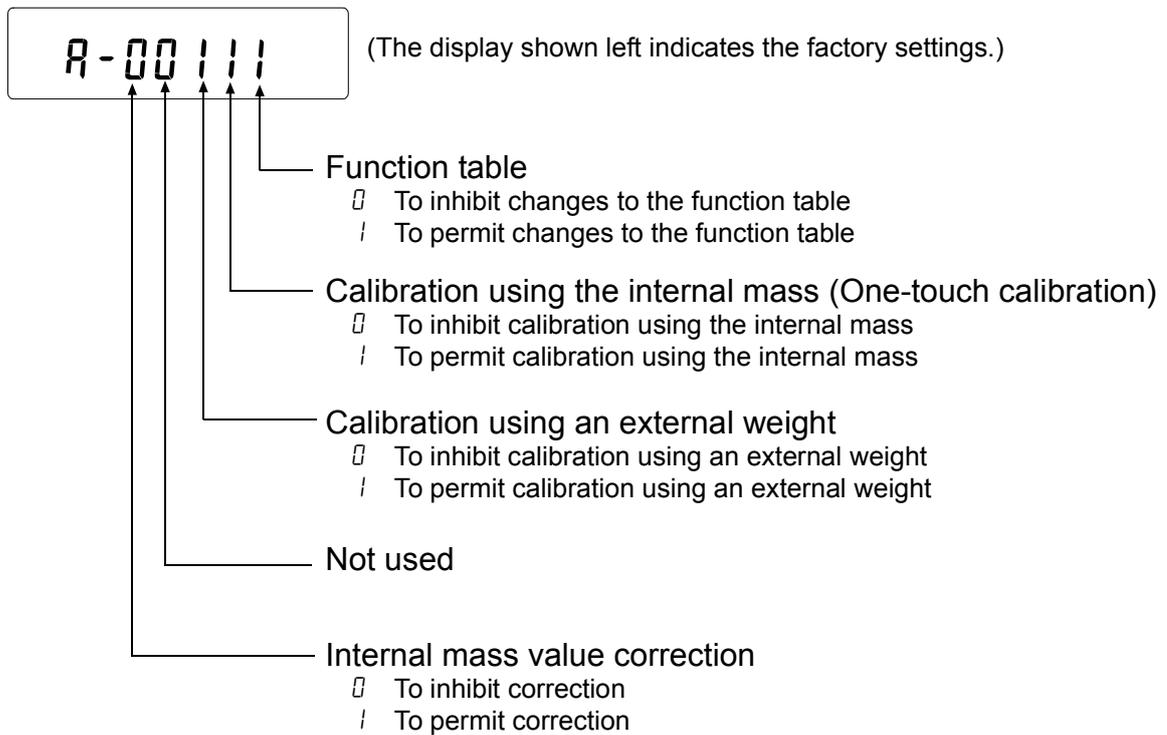 A-00111
(The display shown left indicates the factory settings.)
Function table
0 To inhibit changes to the function table
1 To permit changes to the function table
Calibration using the internal mass (One-touch calibration)
0 To inhibit calibration using the internal mass
1 To permit calibration using the internal mass
Calibration using an external weight
0 To inhibit calibration using an external weight
1 To permit calibration using an external weight
Not used
Internal mass value correction
0 To inhibit correction
1 To permit correction